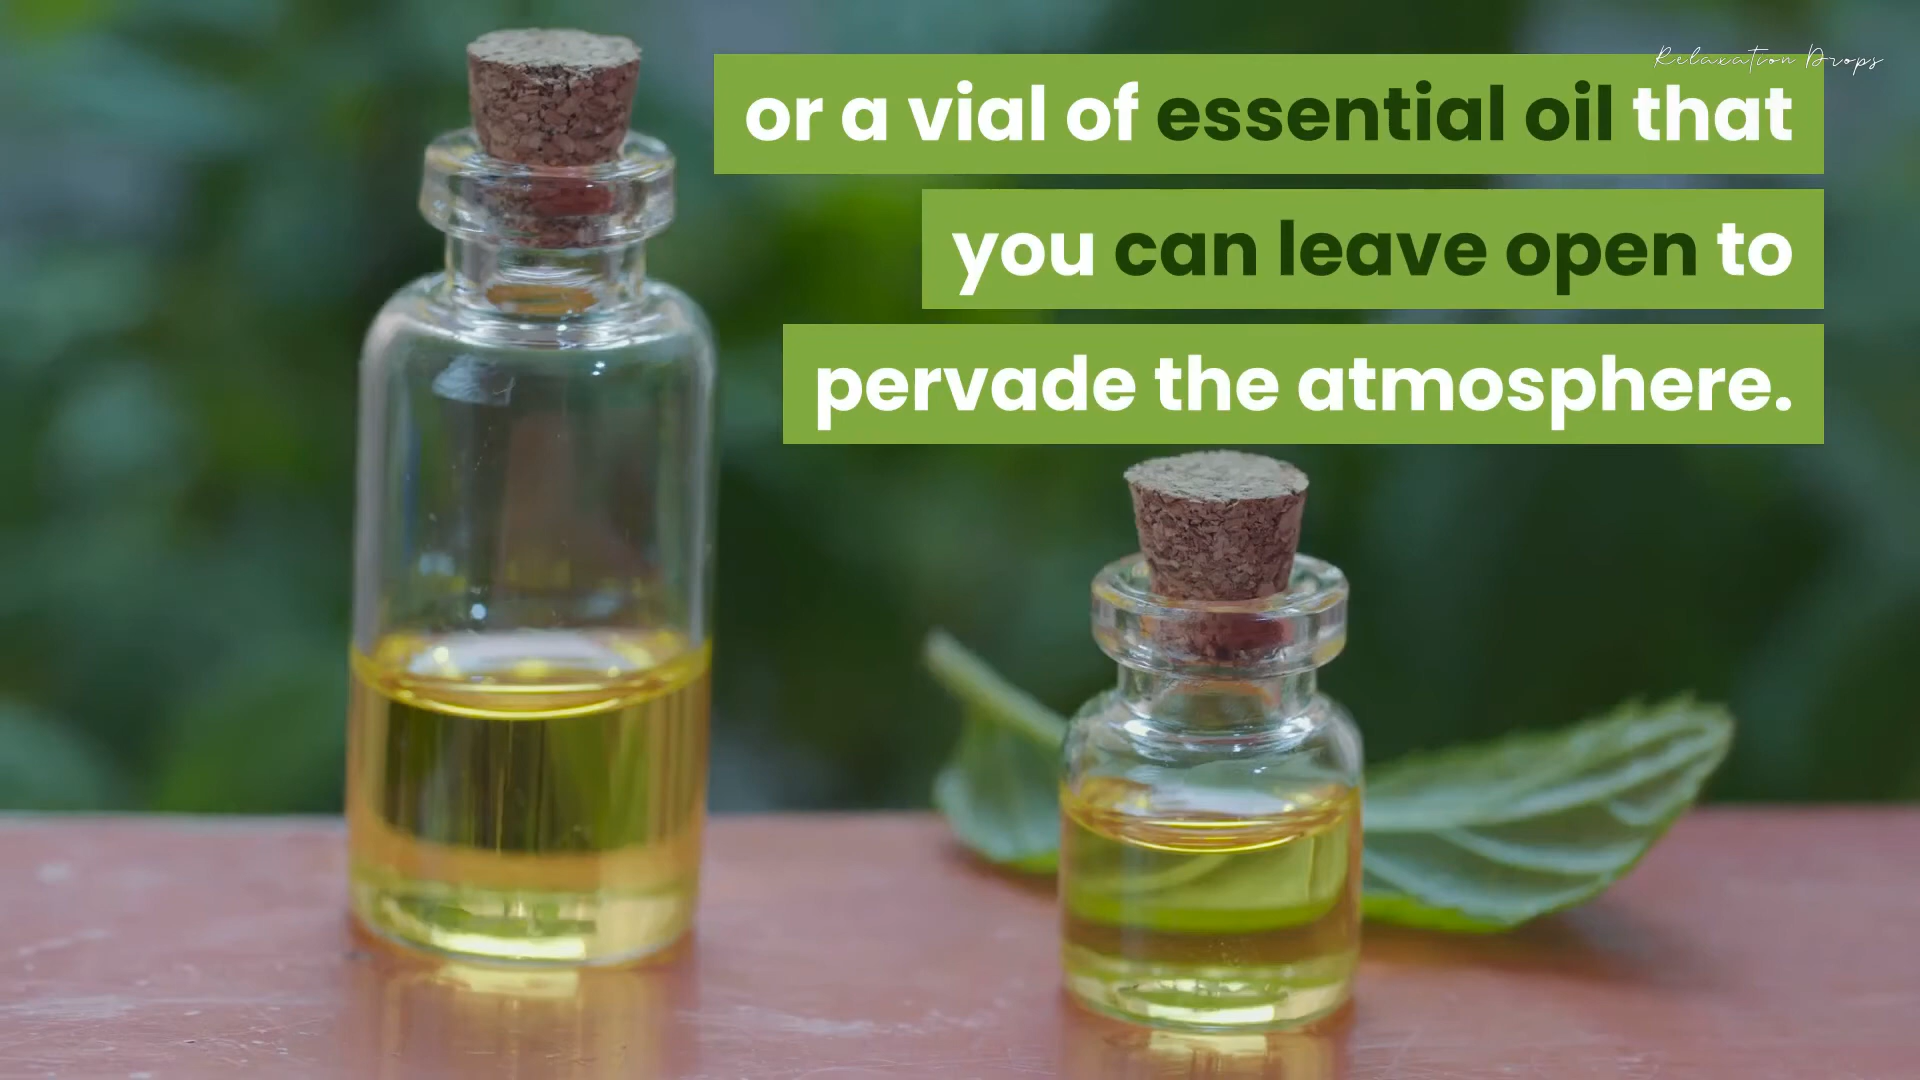 Relaxation Drops
or a vial of essential oil that
you can leave open to
pervade the atmosphere.